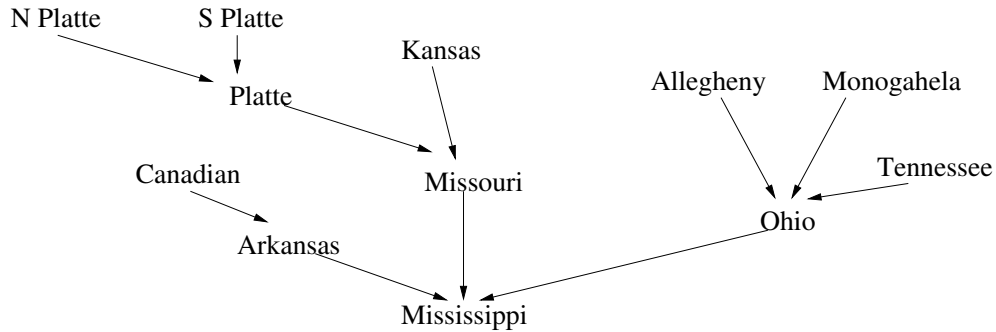 N Platte
S Platte
Kansas
Platte
Allegheny
Monogahela
Canadian
Missouri
Tennessee
Ohio
Arkansas
Mississippi